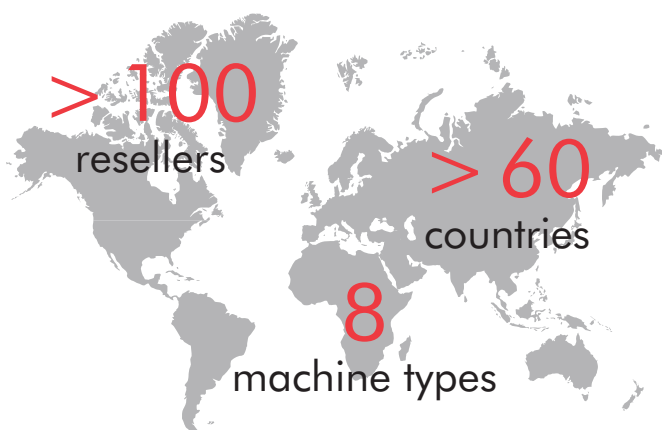 > 100
resellers
> 60
countries
8
machine types